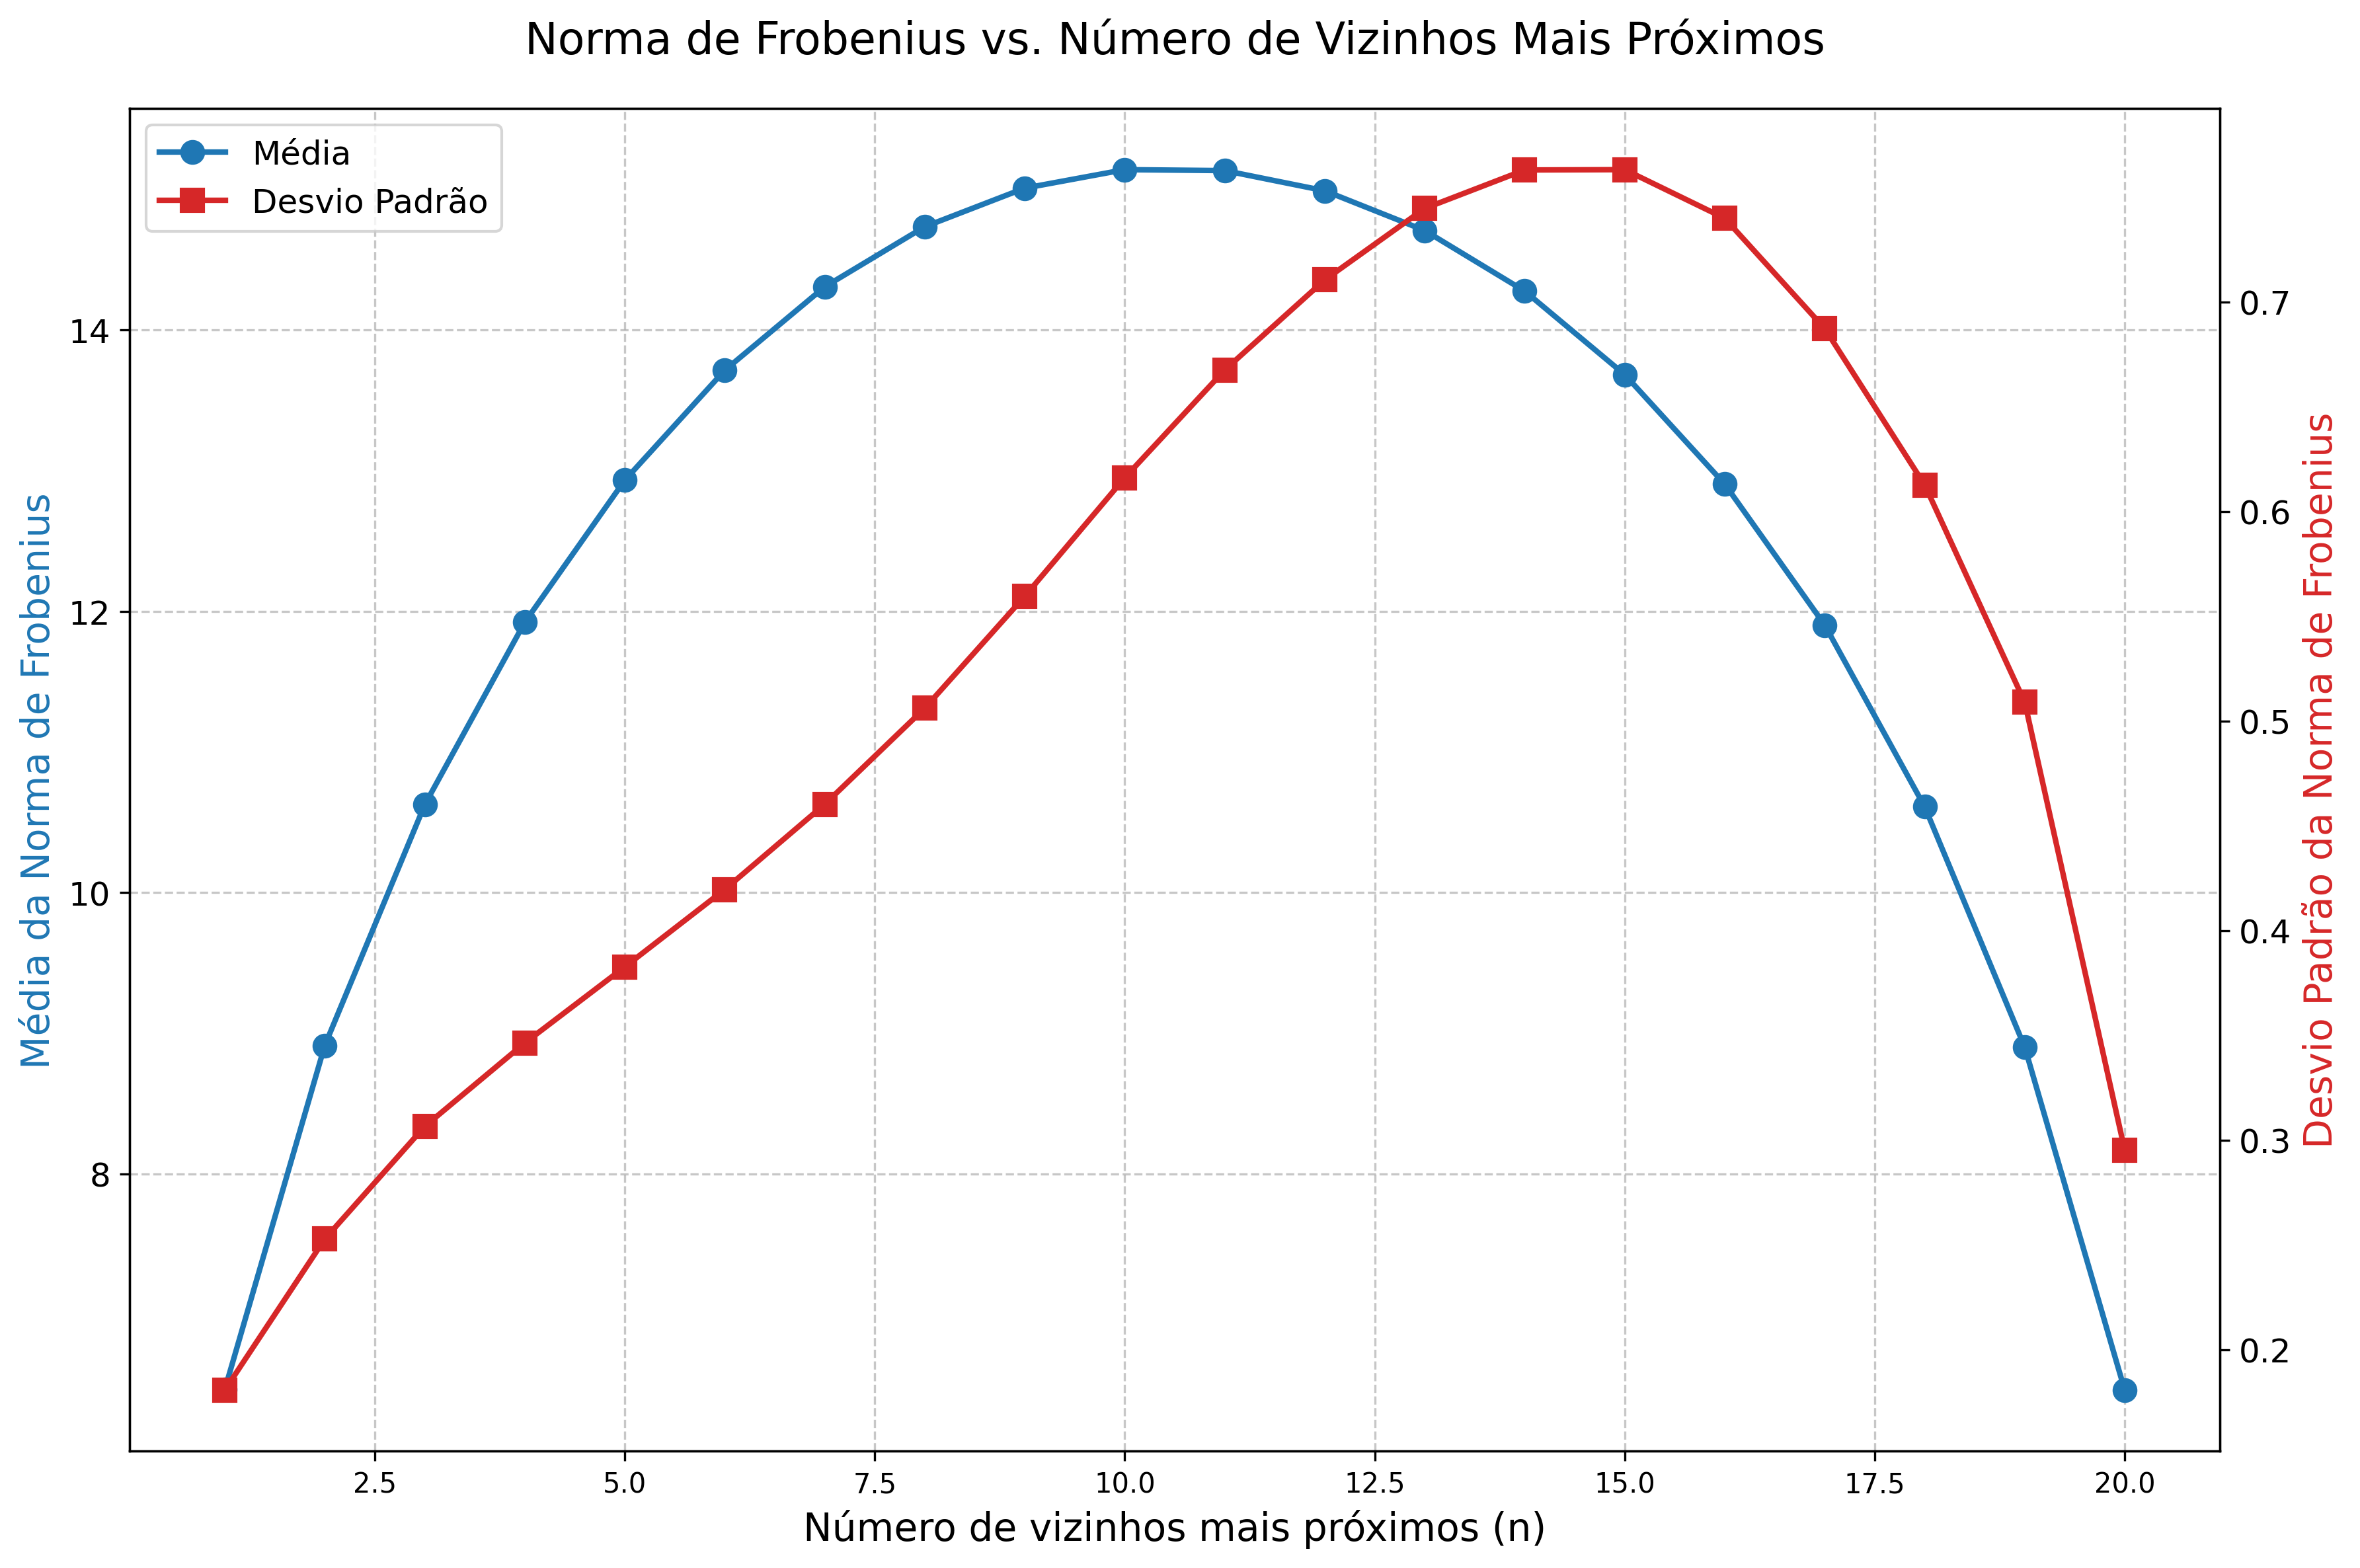 Norma de Frobenius vs. Número de Vizinhos Mais Próximos
Média
Desvio Padrão
Média da Norma de Frobenius
14
12
10
8
0.7
0.6
0.5
0.4
0.3
0.2
Desvio Padrão da Norma de Frobenius
2.5 5.0 7.5 10.0 12.5 15.0 17.5 20.0
Número de vizinhos mais próximos (n)